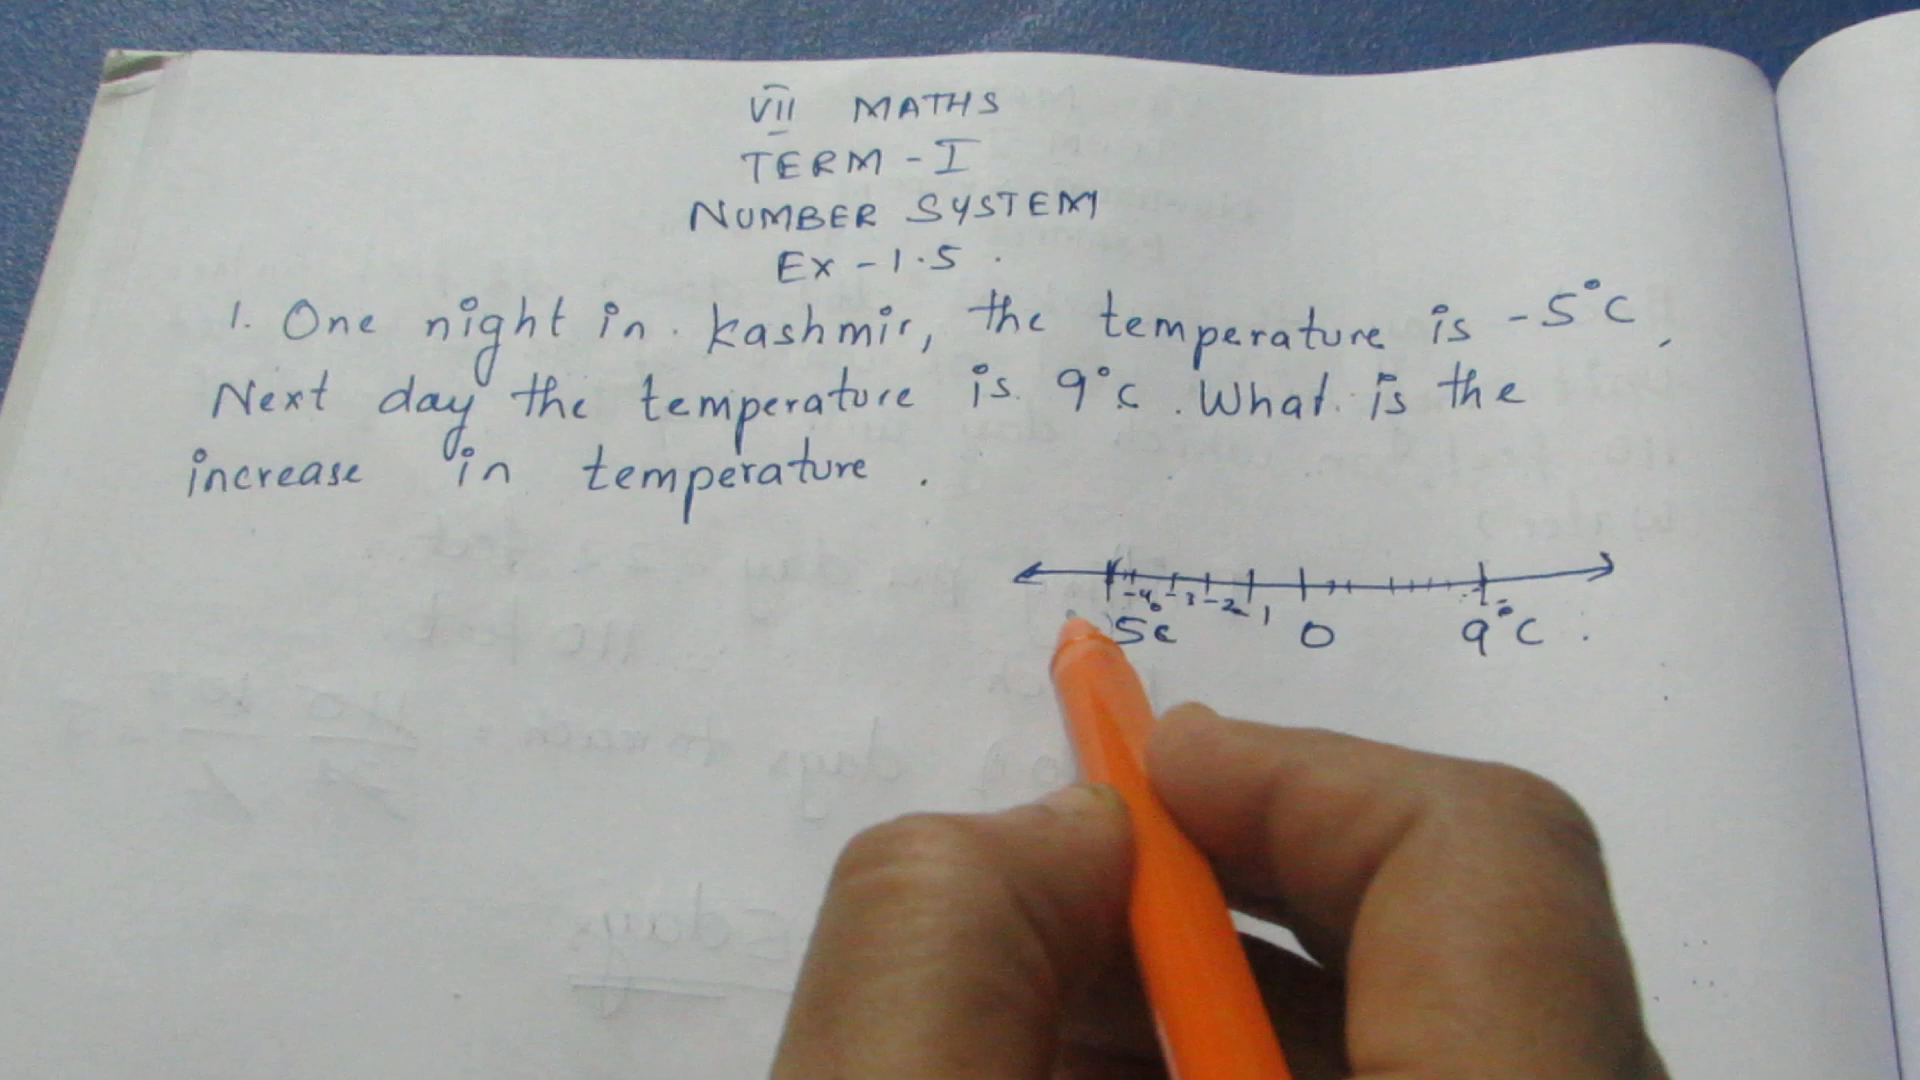 VII MATHS
TERM - I
NUMBER SYSTEM
Ex - 1.5
1. One night in kashmir, the temperature is -5°C.
Next day the temperature is 9°C. What is the
increase in temperature.
-4 -3 -2 -1
5°C 0 9°C.